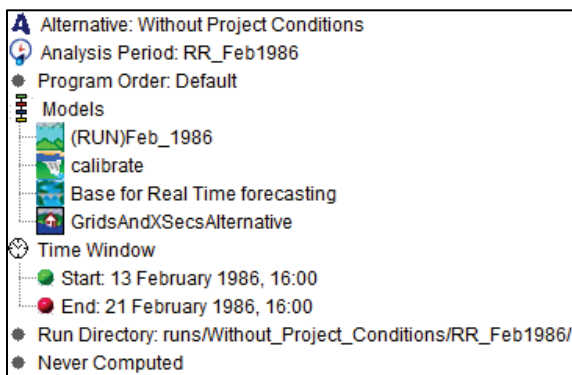 Alternative: Without Project Conditions
Analysis Period: RR_Feb1986
Program Order: Default
Models
(RUN)Feb_1986
calibrate
Base for Real Time forecasting
GridsAndXSecsAlternative
Time Window
Start: 13 February 1986, 16:00
End: 21 February 1986, 16:00
Run Directory: runs/Without_Project_Conditions/RR_Feb1986/
Never Computed